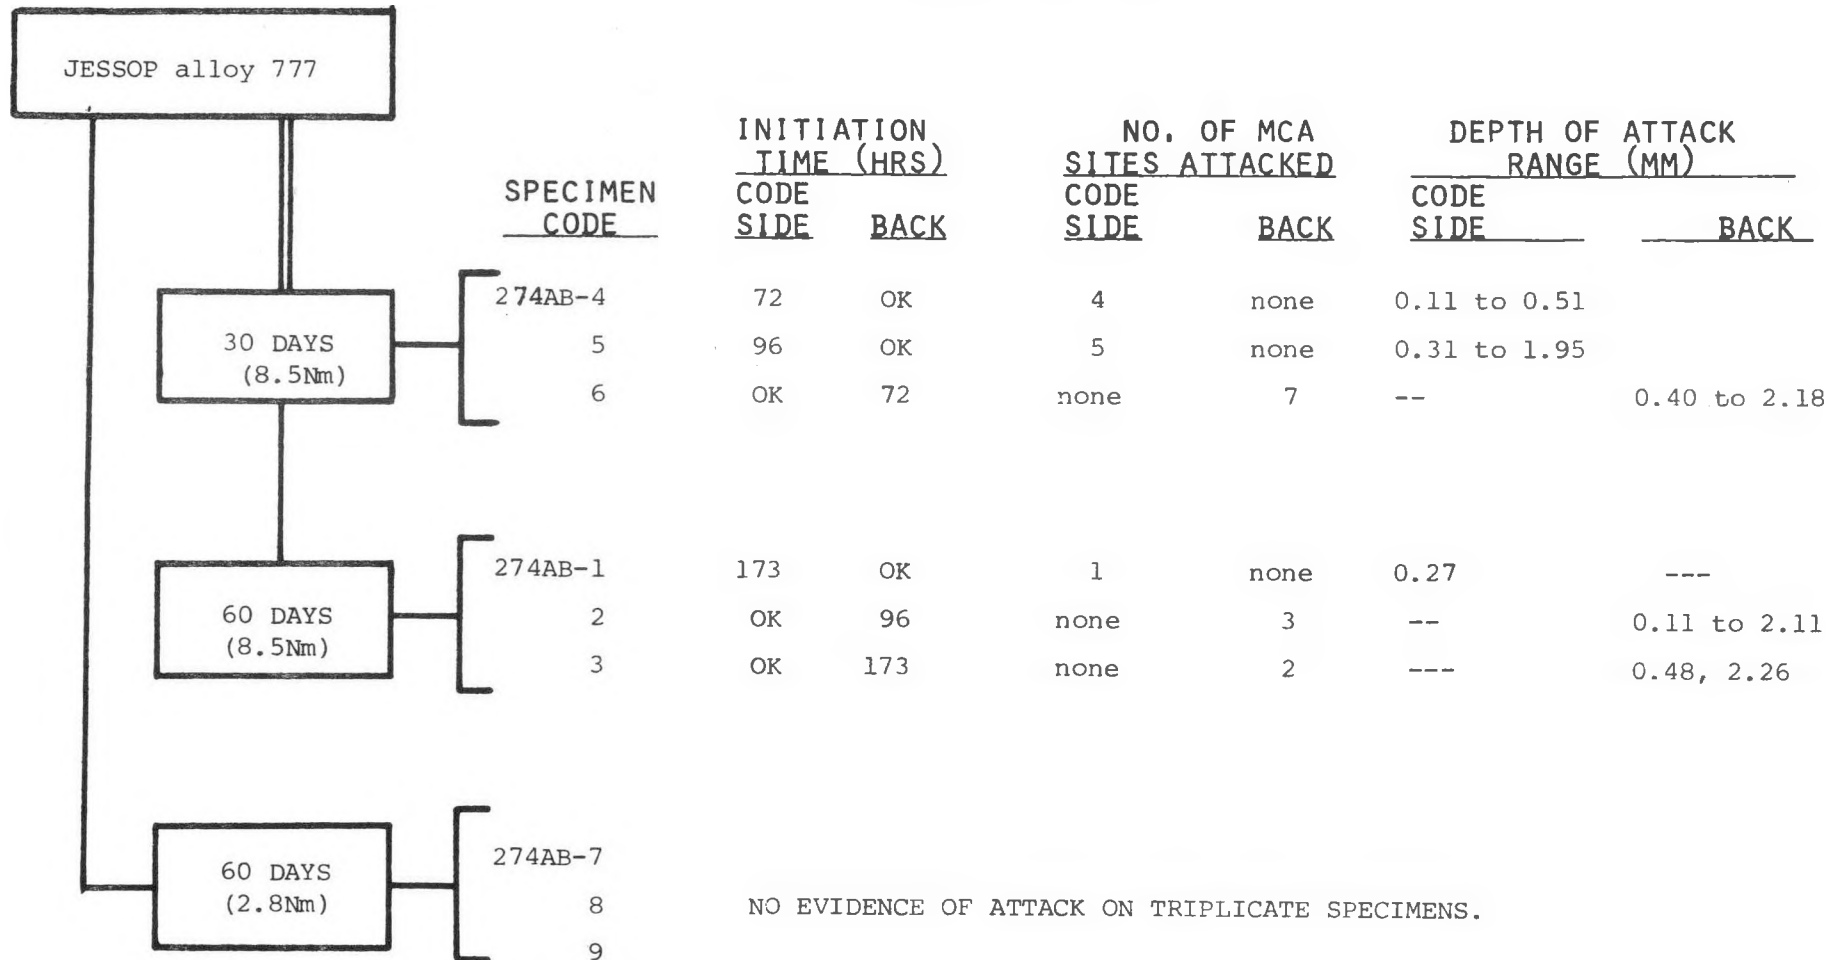 JESSOP alloy 777
INITIATION NO. OF MCA DEPTH OF ATTACK
TIME (HRS) SITES ATTACKED RANGE (MM)
SPECIMEN CODE CODE CODE
CODE SIDE BACK SIDE BACK SIDE BACK
30 DAYS
(8.5Nm)
274AB-4 72 OK 4 none 0.11 to 0.51
5 96 OK 5 none 0.31 to 1.95
6 OK 72 none 7 -- 0.40 to 2.18
60 DAYS
(8.5Nm)
274AB-1 173 OK 1 none 0.27 ---
2 OK 96 none 3 -- 0.11 to 2.11
3 OK 173 none 2 --- 0.48, 2.26
60 DAYS
(2.8Nm)
274AB-7
8 NO EVIDENCE OF ATTACK ON TRIPLICATE SPECIMENS.
9